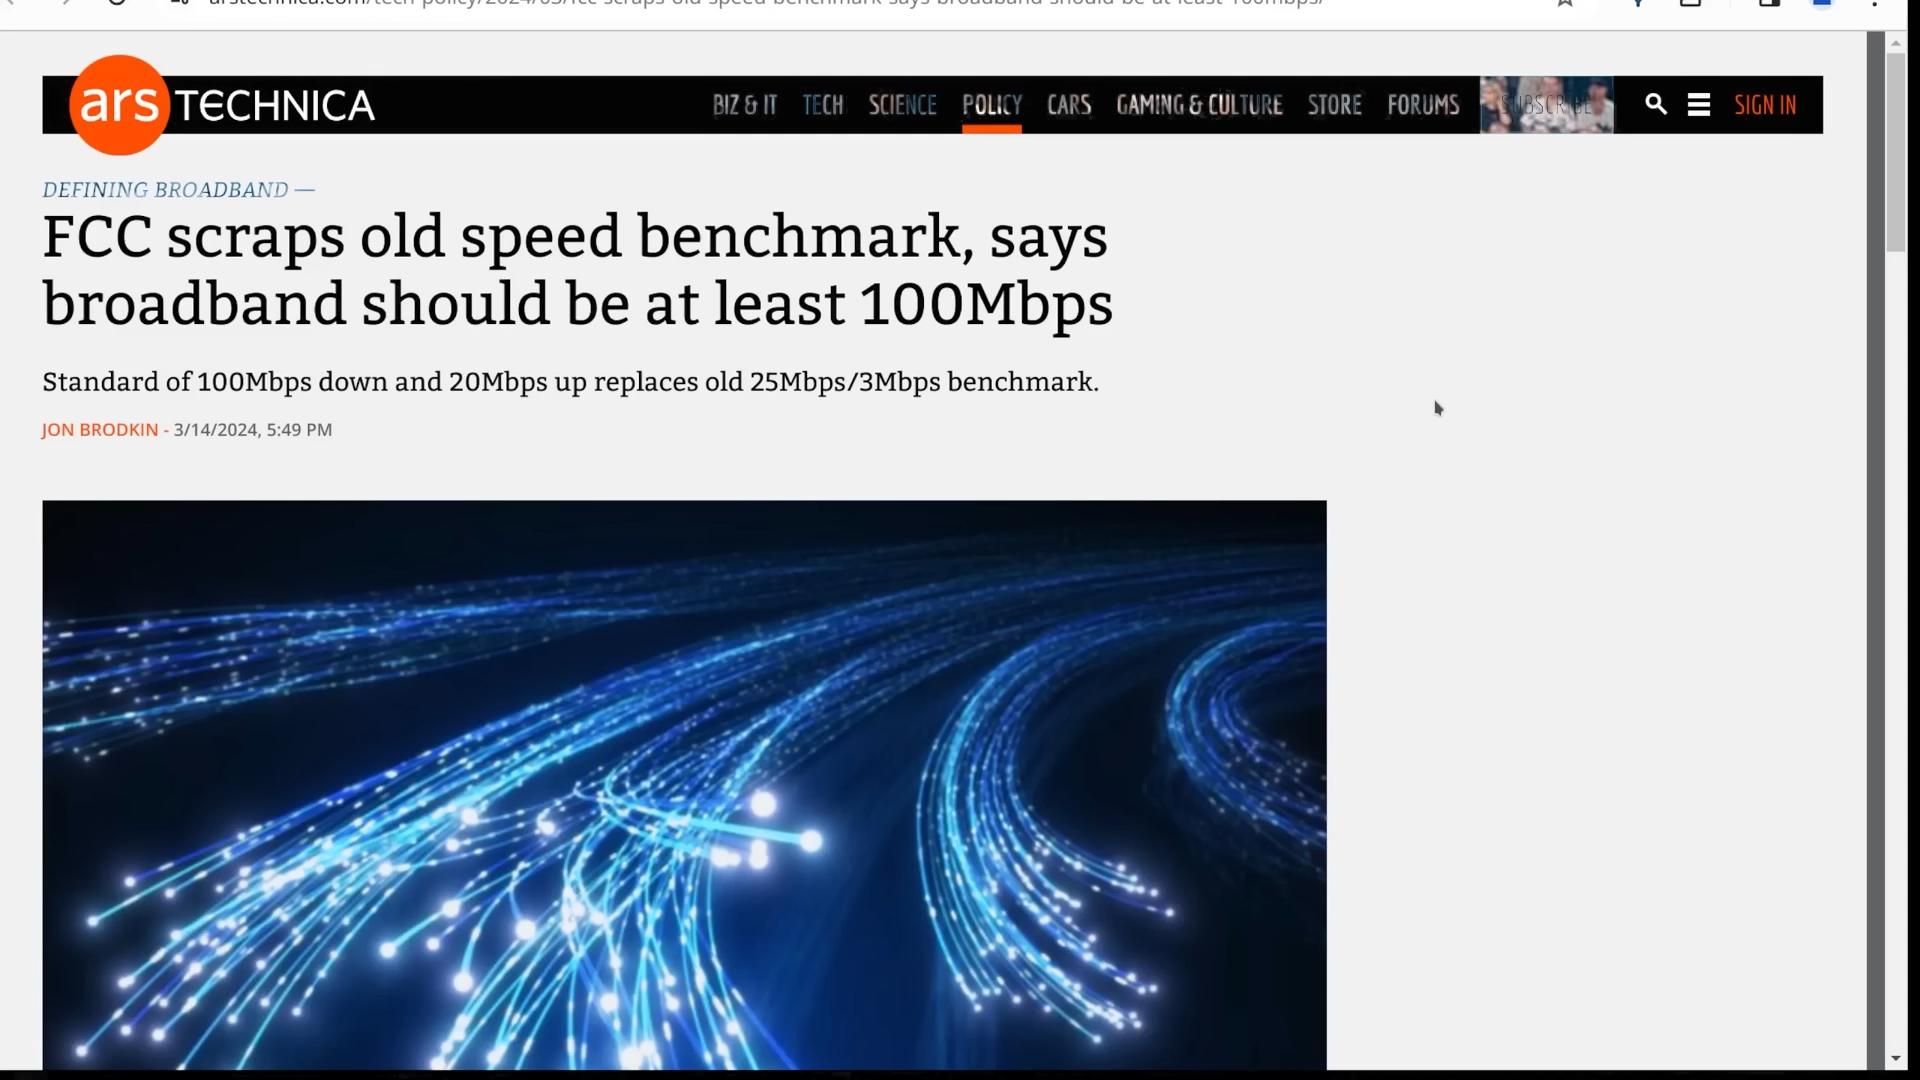 arstechnica.com/tech-policy/2024/03/fcc-scraps-old-speed-benchmark-says-broadband-should-be-at-least-100mbps/
ars TECHNICA
BIZ & IT TECH SCIENCE POLICY CARS GAMING & CULTURE STORE FORUMS SUBSCRIBE SIGN IN
DEFINING BROADBAND —
FCC scraps old speed benchmark, says
broadband should be at least 100Mbps
Standard of 100Mbps down and 20Mbps up replaces old 25Mbps/3Mbps benchmark.
JON BRODKIN - 3/14/2024, 5:49 PM